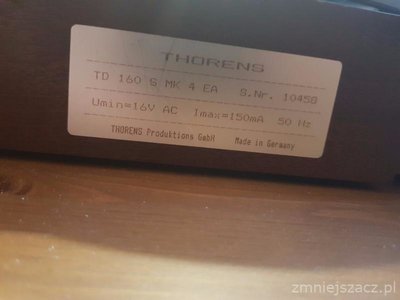 THORENS
TD 160 S MK 4 EA S.Nr. 10458
Umin=16V AC Imax=150mA 50 Hz
THORENS Produktions GmbH Made in Germany
zmniejszacz.pl